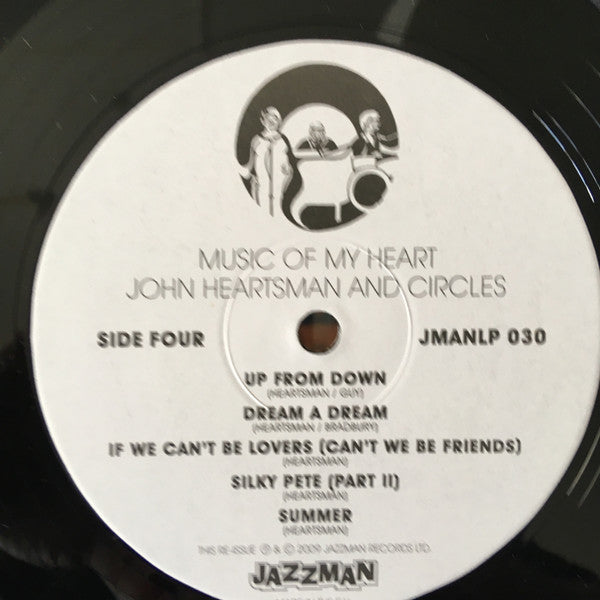 MUSIC OF MY HEART
JOHN HEARTSMAN AND CIRCLES
SIDE FOUR JMANLP 030
UP FROM DOWN
(HEARTSMAN / GUY)
DREAM A DREAM
(HEARTSMAN / BRADBURY)
IF WE CAN'T BE LOVERS (CAN'T WE BE FRIENDS)
(HEARTSMAN)
SILKY PETE (PART II)
(HEARTSMAN)
SUMMER
(HEARTSMAN)
THIS RE-ISSUE ℗ & © 2009 JAZZMAN RECORDS LTD.
JAZZMAN